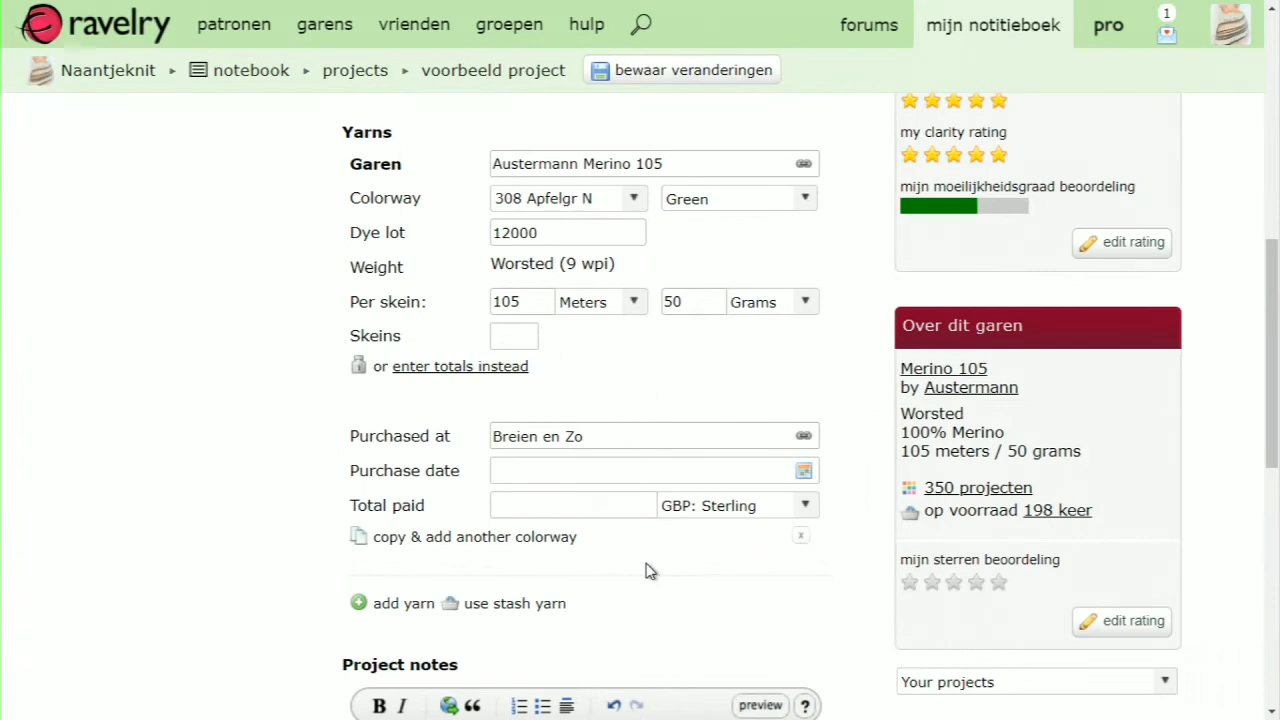 ravelry patronen garens vrienden groepen hulp forums mijn notitieboek pro 1
Naantjeknit ▸ notebook ▸ projects ▸ voorbeeld project bewaar veranderingen
Yarns
Garen Austermann Merino 105
Colorway 308 Apfelgr N Green
Dye lot 12000
Weight Worsted (9 wpi)
Per skein: 105 Meters 50 Grams
Skeins
or enter totals instead
Purchased at Breien en Zo
Purchase date
Total paid GBP: Sterling
copy & add another colorway x
add yarn use stash yarn
Project notes
B I preview ?
my clarity rating
mijn moeilijkheidsgraad beoordeling
edit rating
Over dit garen
Merino 105
by Austermann
Worsted
100% Merino
105 meters / 50 grams
350 projecten
op voorraad 198 keer
mijn sterren beoordeling
edit rating
Your projects